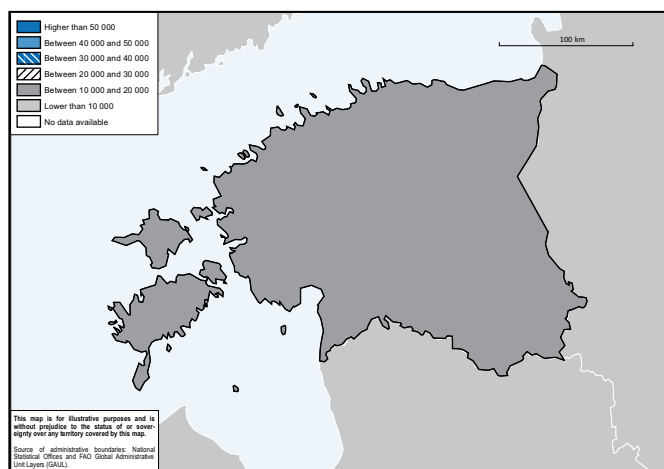 Higher than 50 000
Between 40 000 and 50 000
Between 30 000 and 40 000
Between 20 000 and 30 000
Between 10 000 and 20 000
Lower than 10 000
No data available
100 km
This map is for illustrative purposes and is
without prejudice to the status of or sover-
eignty over any territory covered by this map.
Source of administrative boundaries: National
Statistical Offices and FAO Global Administrative
Unit Layers (GAUL).